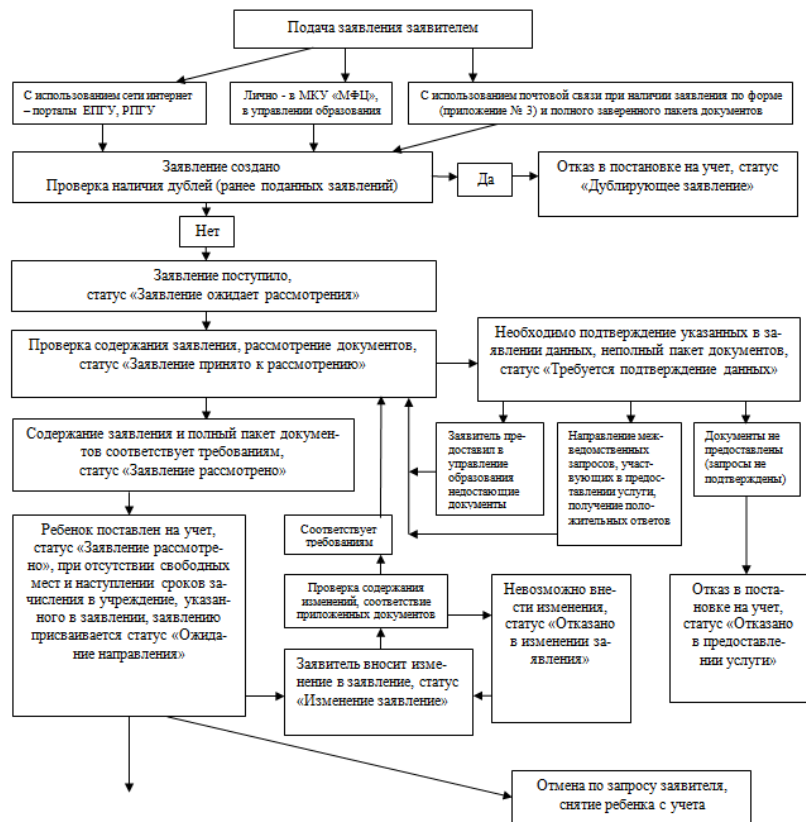 Подача заявления заявителем
С использованием сети интернет
– порталы ЕПГУ, РПГУ
Лично - в МКУ «МФЦ»,
в управлении образования
С использованием почтовой связи при наличии заявления по форме
(приложение № 3) и полного заверенного пакета документов
Заявление создано
Проверка наличия дублей (ранее поданных заявлений)
Да
Отказ в постановке на учет, статус
«Дублирующее заявление»
Нет
Заявление поступило,
статус «Заявление ожидает рассмотрения»
Проверка содержания заявления, рассмотрение документов,
статус «Заявление принято к рассмотрению»
Необходимо подтверждение указанных в за-
явлении данных, неполный пакет документов,
статус «Требуется подтверждение данных»
Содержание заявления и полный пакет докумен-
тов соответствует требованиям,
статус «Заявление рассмотрено»
Заявитель пре-
доставил в
управление
образования
недостающие
документы
Направление меж-
ведомственных
запросов, участ-
вующих в предос-
тавлении услуги,
получение поло-
жительных ответов
Документы не
предоставлены
(запросы не
подтверждены)
Ребенок поставлен на учет,
статус «Заявление рассмотре-
но», при отсутствии свободных
мест и наступлении сроков за-
числения в учреждение, указан-
ного в заявлении, заявлению
присваивается статус «Ожида-
ние направления»
Соответствует
требованиям
Проверка содержания
изменений, соответствие
приложенных документов
Невозможно вне-
сти изменения,
статус «Отказано
в изменении за-
явления»
Отказ в поста-
новке на учет,
статус «Отказано
в предоставле-
нии услуги»
Заявитель вносит изме-
нение в заявление, статус
«Изменение заявление»
Отмена по запросу заявителя,
снятие ребенка с учета